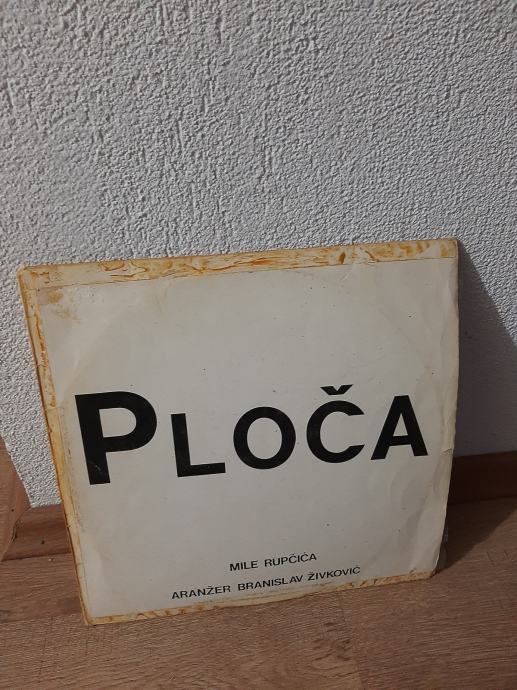 PLOČA
MILE RUPČIĆA
ARANŽER BRANISLAV ŽIVKOVIĆ